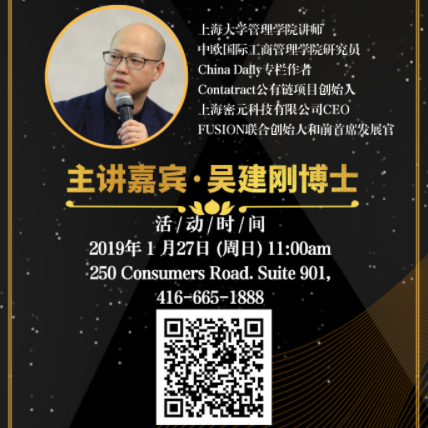 上海大学管理学院讲师
中欧国际工商管理学院研究员
China Daily专栏作者
Contatract公有链项目创始人
上海密元科技有限公司CEO
FUSION联合创始人和前首席发展官
主讲嘉宾·吴建刚博士
活/动/时/间
2019年 1 月27日 (周日) 11:00am
250 Consumers Road. Suite 901,
416-665-1888